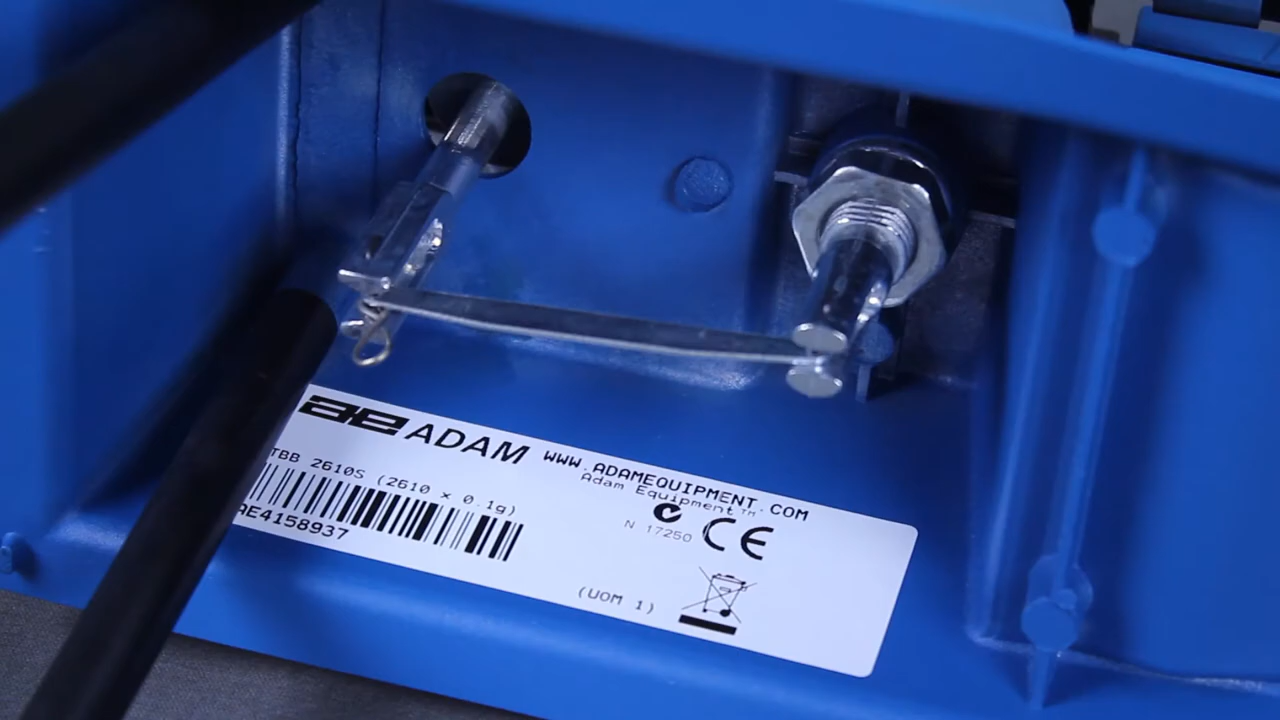 ae ADAM
WWW.ADAMEQUIPMENT.COM
Adam Equipment™
TBB 2610S (2610 x 0.1g)
AE4158937
N 17250
CE
(UOM 1)